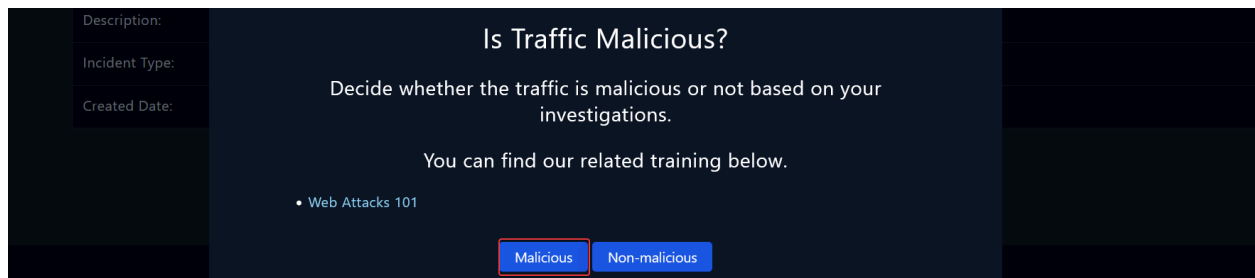 Description:
Is Traffic Malicious?
Incident Type:
Decide whether the traffic is malicious or not based on your
investigations.
Created Date:
You can find our related training below.
• Web Attacks 101
Malicious Non-malicious